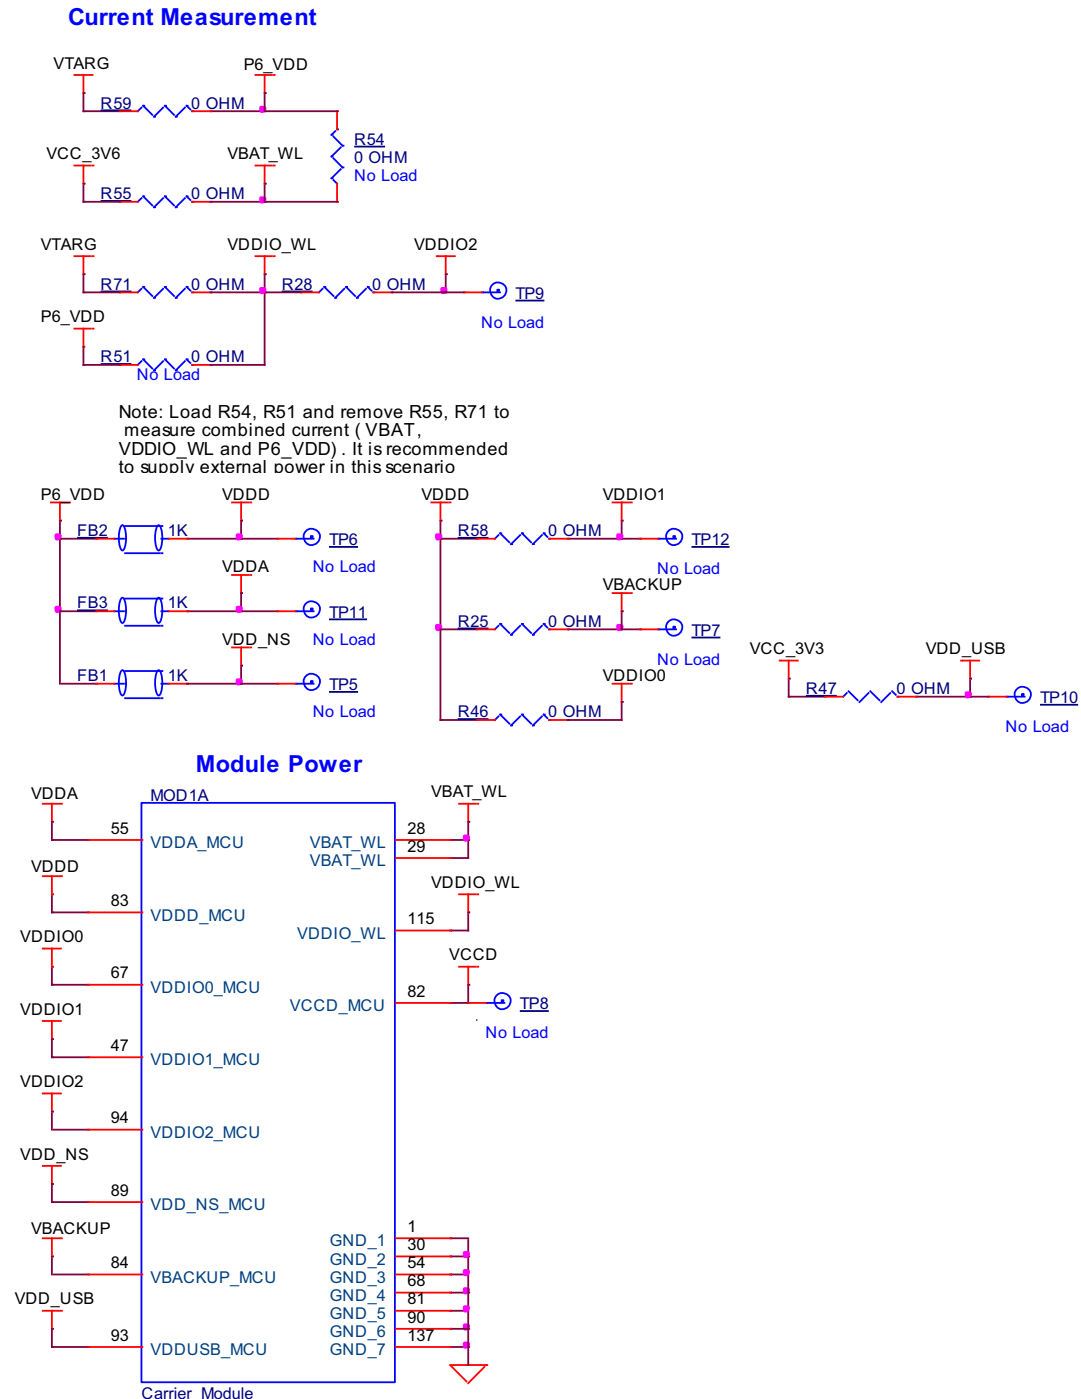 Current Measurement
VTARG
P6_VDD
R59
0 OHM
R54
0 OHM
No Load
VCC_3V6
VBAT_WL
R55
0 OHM
VTARG
VDDIO_WL
VDDIO2
R71
0 OHM
R28
0 OHM
TP9
No Load
P6_VDD
R51
0 OHM
No Load
Note: Load R54, R51 and remove R55, R71 to
measure combined current ( VBAT,
VDDIO_WL and P6_VDD) . It is recommended
to supply external power in this scenario
P6_VDD
VDDD
FB2
1K
TP6
No Load
VDDA
FB3
1K
TP11
No Load
VDD_NS
FB1
1K
TP5
No Load
VDDD
VDDIO1
R58
0 OHM
TP12
No Load
VBACKUP
R25
0 OHM
TP7
No Load
VDDIO0
R46
0 OHM
VCC_3V3
VDD_USB
R47
0 OHM
TP10
No Load
Module Power
MOD1A
VDDA
55
VDDA_MCU
VDDD
83
VDDD_MCU
VDDIO0
67
VDDIO0_MCU
VDDIO1
47
VDDIO1_MCU
VDDIO2
94
VDDIO2_MCU
VDD_NS
89
VDD_NS_MCU
VBACKUP
84
VBACKUP_MCU
VDD_USB
93
VDDUSB_MCU
VBAT_WL
VBAT_WL 28
VBAT_WL 29
VDDIO_WL
VDDIO_WL 115
VCCD
VCCD_MCU 82
TP8
No Load
GND_1 1
GND_2 30
GND_3 54
GND_4 68
GND_5 81
GND_6 90
GND_7 137
Carrier_Module